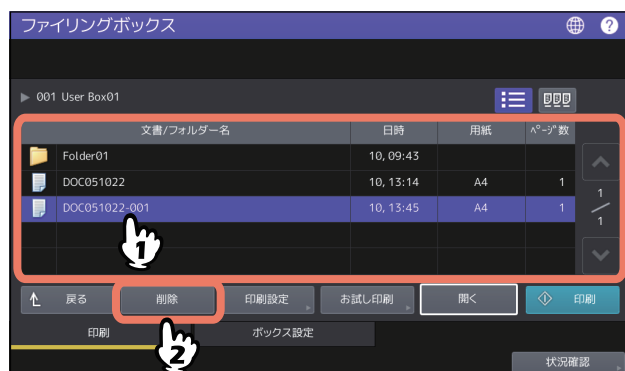 ファイリングボックス ?
001 User Box01
文書/フォルダー名 日時 用紙 ﾍﾟｰｼﾞ数
Folder01 10, 09:43
DOC051022 10, 13:14 A4 1
DOC051022-001 10, 13:45 A4 1
1
1
1
戻る 削除 印刷設定 お試し印刷 開く 印刷
2
印刷 ボックス設定
状況確認